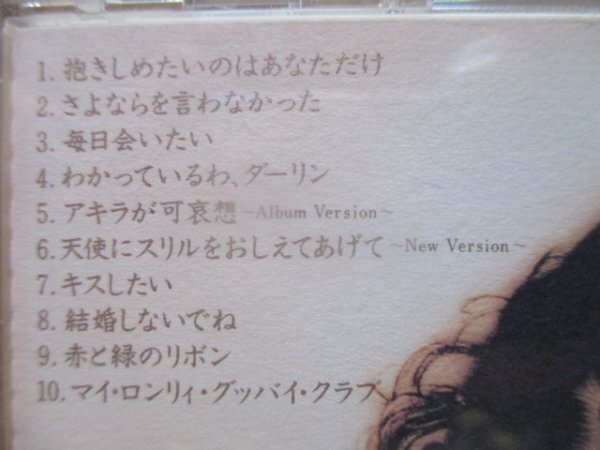 1. 抱きしめたいのはあなただけ
2. さよならを言わなかった
3. 毎日会いたい
4. わかっているわ、ダーリン
5. アキラが可哀想 ~Album Version~
6. 天使にスリルをおしえてあげて ~New Version~
7. キスしたい
8. 結婚しないでね
9. 赤と緑のリボン
10. マイ・ロンリィ・グッバイ・クラブ